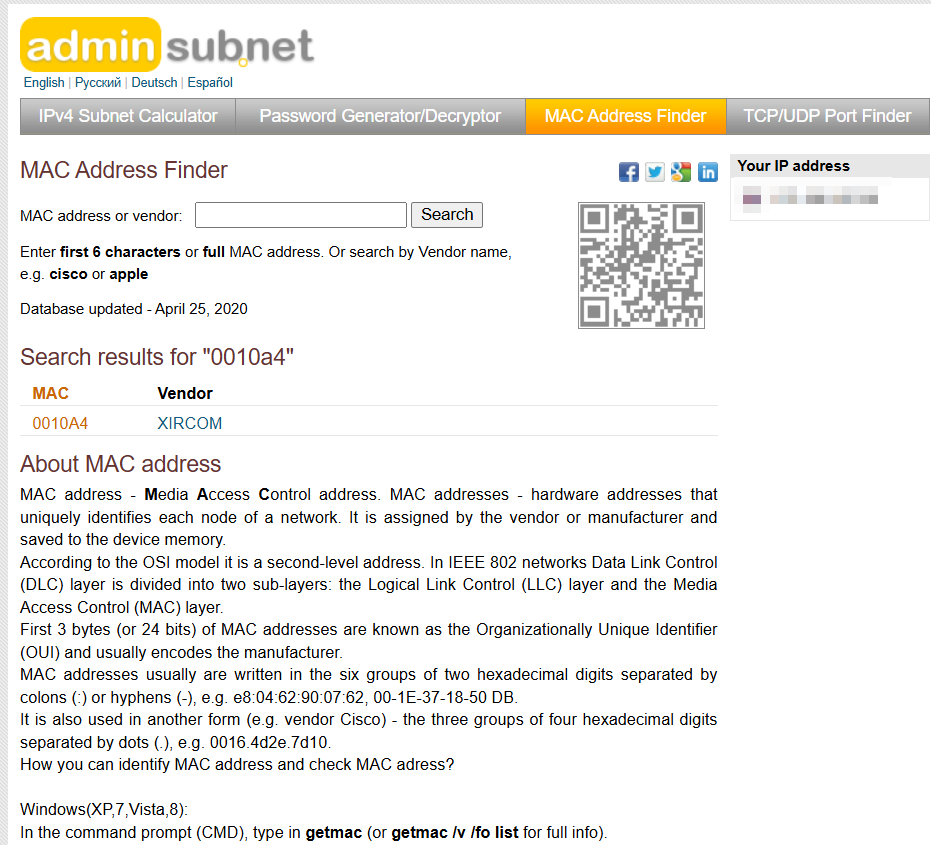 admin subnet
English | Русский | Deutsch | Español
IPv4 Subnet Calculator
Password Generator/Decryptor
MAC Address Finder
TCP/UDP Port Finder
MAC Address Finder
Your IP address
MAC address or vendor:
Search
Enter first 6 characters or full MAC address. Or search by Vendor name,
e.g. cisco or apple
Database updated - April 25, 2020
Search results for "0010a4"
MAC Vendor
0010A4 XIRCOM
About MAC address
MAC address - Media Access Control address. MAC addresses - hardware addresses that
uniquely identifies each node of a network. It is assigned by the vendor or manufacturer and
saved to the device memory.
According to the OSI model it is a second-level address. In IEEE 802 networks Data Link Control
(DLC) layer is divided into two sub-layers: the Logical Link Control (LLC) layer and the Media
Access Control (MAC) layer.
First 3 bytes (or 24 bits) of MAC addresses are known as the Organizationally Unique Identifier
(OUI) and usually encodes the manufacturer.
MAC addresses usually are written in the six groups of two hexadecimal digits separated by
colons (:) or hyphens (-), e.g. e8:04:62:90:07:62, 00-1E-37-18-50 DB.
It is also used in another form (e.g. vendor Cisco) - the three groups of four hexadecimal digits
separated by dots (.), e.g. 0016.4d2e.7d10.
How you can identify MAC address and check MAC adress?
Windows(XP,7,Vista,8):
In the command prompt (CMD), type in getmac (or getmac /v /fo list for full info).